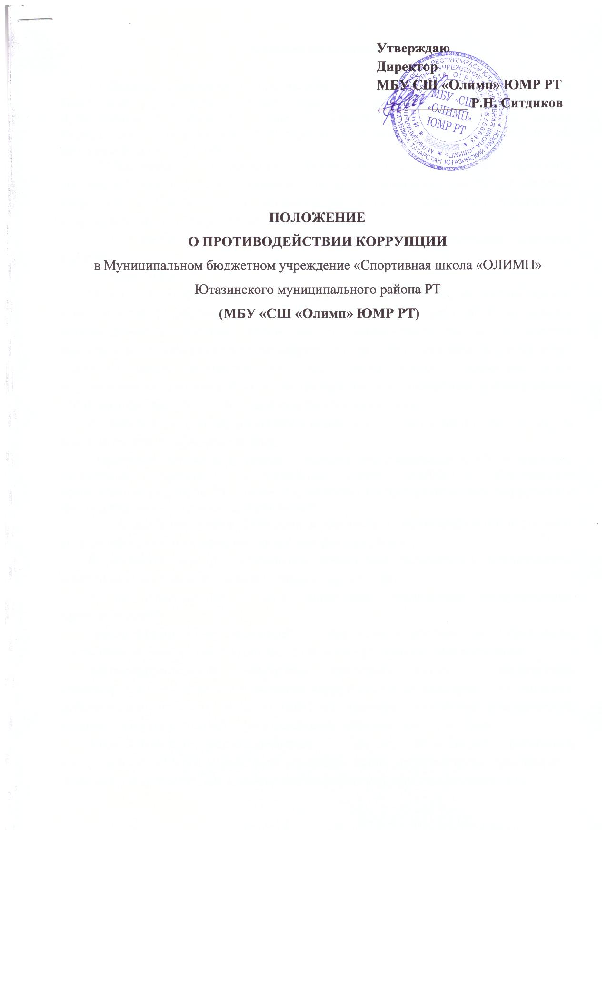 Утверждаю
Директор
МБУ СШ «Олимп» ЮМР РТ
_____________ Р.Н. Ситдиков
МБУ «СШ
«ОЛИМП»
ЮМР РТ
ПОЛОЖЕНИЕ
О ПРОТИВОДЕЙСТВИИ КОРРУПЦИИ
в Муниципальном бюджетном учреждение «Спортивная школа «ОЛИМП»
Ютазинского муниципального района РТ
(МБУ «СШ «Олимп» ЮМР РТ)